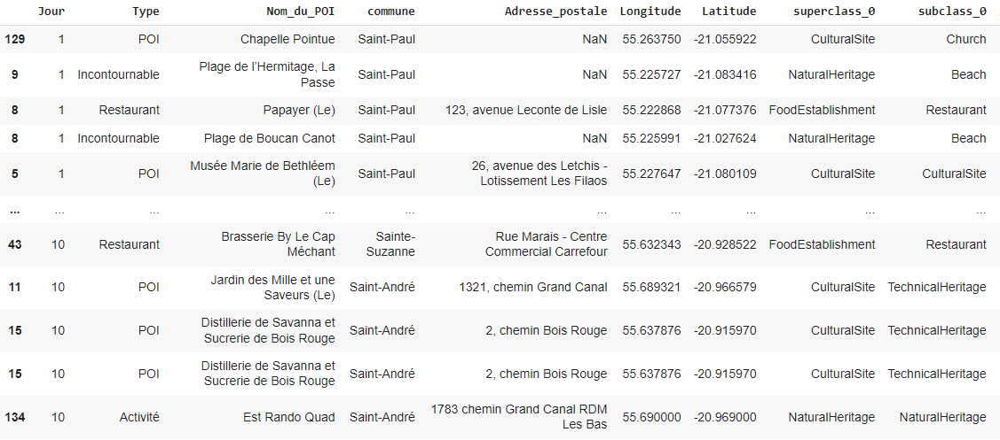 Jour Type Nom_du_POI commune Adresse_postale Longitude Latitude superclass_0 subclass_0
129 1 POI Chapelle Pointue Saint-Paul NaN 55.263750 -21.055922 CulturalSite Church
9 1 Incontournable Plage de l'Hermitage, La Passe Saint-Paul NaN 55.225727 -21.083416 NaturalHeritage Beach
8 1 Restaurant Papayer (Le) Saint-Paul 123, avenue Leconte de Lisle 55.222868 -21.077376 FoodEstablishment Restaurant
8 1 Incontournable Plage de Boucan Canot Saint-Paul NaN 55.225991 -21.027624 NaturalHeritage Beach
5 1 POI Musée Marie de Bethléem (Le) Saint-Paul 26, avenue des Letchis - Lotissement Les Filaos 55.227647 -21.080109 CulturalSite CulturalSite
... ... ... ... ... ... ... ... ... ...
43 10 Restaurant Brasserie By Le Cap Méchant Sainte-Suzanne Rue Marais - Centre Commercial Carrefour 55.632343 -20.928522 FoodEstablishment Restaurant
11 10 POI Jardin des Mille et une Saveurs (Le) Saint-André 1321, chemin Grand Canal 55.689321 -20.966579 CulturalSite TechnicalHeritage
15 10 POI Distillerie de Savanna et Sucrerie de Bois Rouge Saint-André 2, chemin Bois Rouge 55.637876 -20.915970 CulturalSite TechnicalHeritage
15 10 POI Distillerie de Savanna et Sucrerie de Bois Rouge Saint-André 2, chemin Bois Rouge 55.637876 -20.915970 CulturalSite TechnicalHeritage
134 10 Activité Est Rando Quad Saint-André 1783 chemin Grand Canal RDM Les Bas 55.690000 -20.969000 NaturalHeritage NaturalHeritage